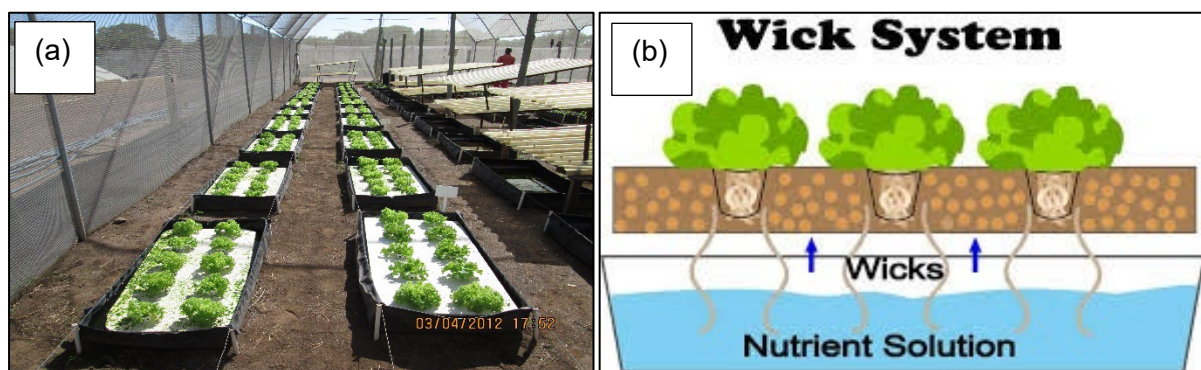 (a)
03/04/2012 17:52
(b)
Wick System
Wicks
Nutrient Solution